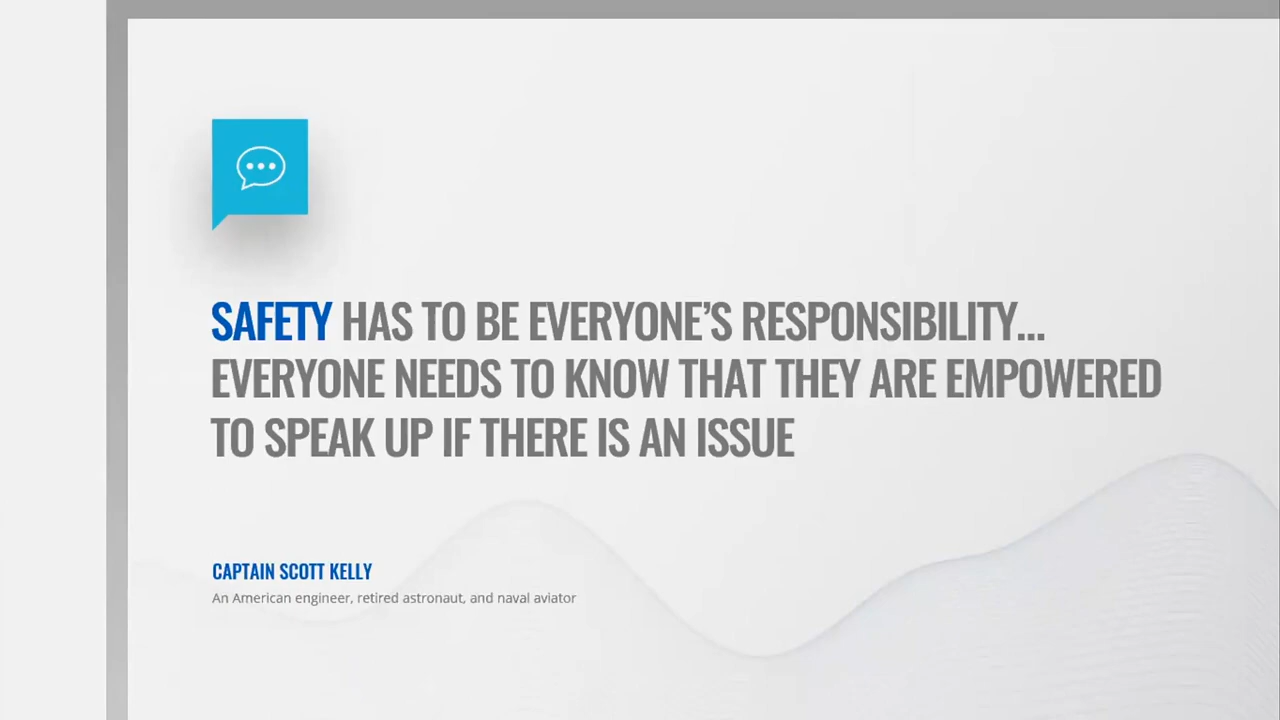 SAFETY HAS TO BE EVERYONE’S RESPONSIBILITY...
EVERYONE NEEDS TO KNOW THAT THEY ARE EMPOWERED
TO SPEAK UP IF THERE IS AN ISSUE
CAPTAIN SCOTT KELLY
An American engineer, retired astronaut, and naval aviator